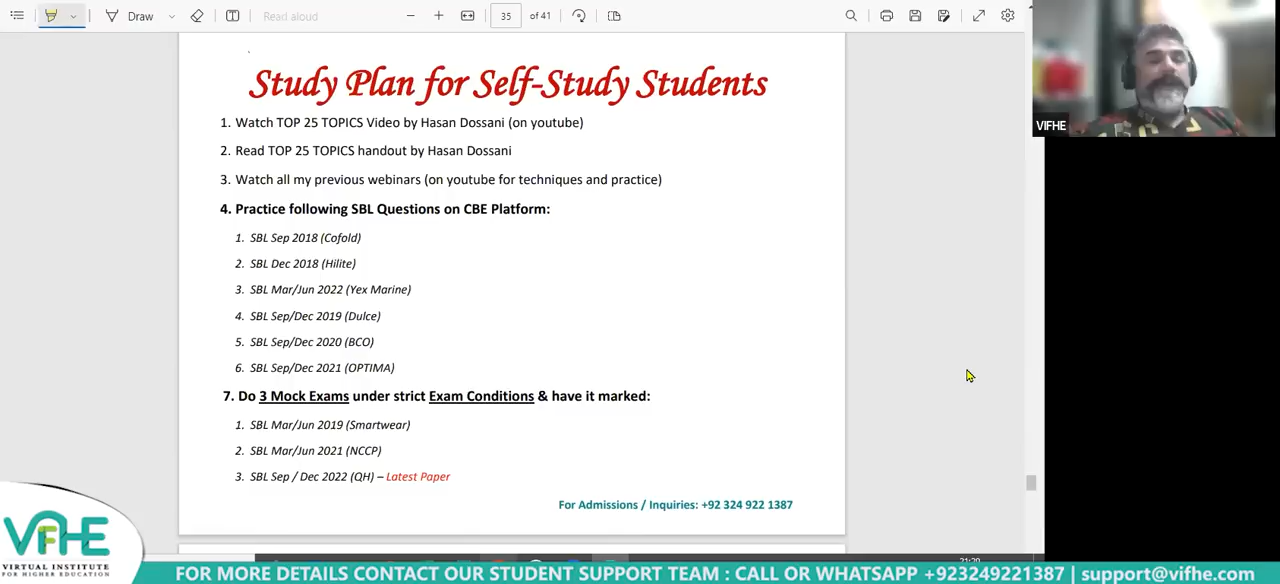 Draw
Read aloud
35
of 41
Study Plan for Self-Study Students
1. Watch TOP 25 TOPICS Video by Hasan Dossani (on youtube)
2. Read TOP 25 TOPICS handout by Hasan Dossani
3. Watch all my previous webinars (on youtube for techniques and practice)
4. Practice following SBL Questions on CBE Platform:
1. SBL Sep 2018 (Cofold)
2. SBL Dec 2018 (Hilite)
3. SBL Mar/Jun 2022 (Yex Marine)
4. SBL Sep/Dec 2019 (Dulce)
5. SBL Sep/Dec 2020 (BCO)
6. SBL Sep/Dec 2021 (OPTIMA)
7. Do 3 Mock Exams under strict Exam Conditions & have it marked:
1. SBL Mar/Jun 2019 (Smartwear)
2. SBL Mar/Jun 2021 (NCCP)
3. SBL Sep / Dec 2022 (QH) – Latest Paper
For Admissions / Inquiries: +92 324 922 1387
VIFHE
VIFHE
VIRTUAL INSTITUTE
FOR HIGHER EDUCATION
FOR MORE DETAILS CONTACT OUR STUDENT SUPPORT TEAM : CALL OR WHATSAPP +923249221387 | support@vifhe.com